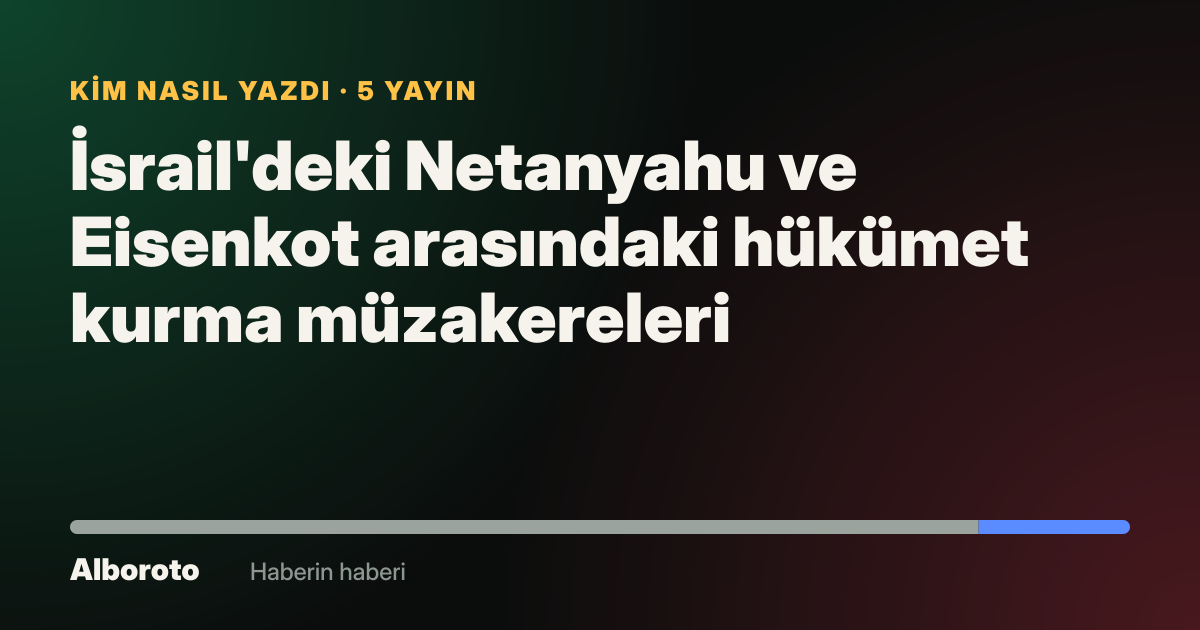 KİM NASIL YAZDI · 5 YAYIN
İsrail'deki Netanyahu ve
Eisenkot arasındaki hükümet
kurma müzakereleri
Alboroto
Haberin haberi